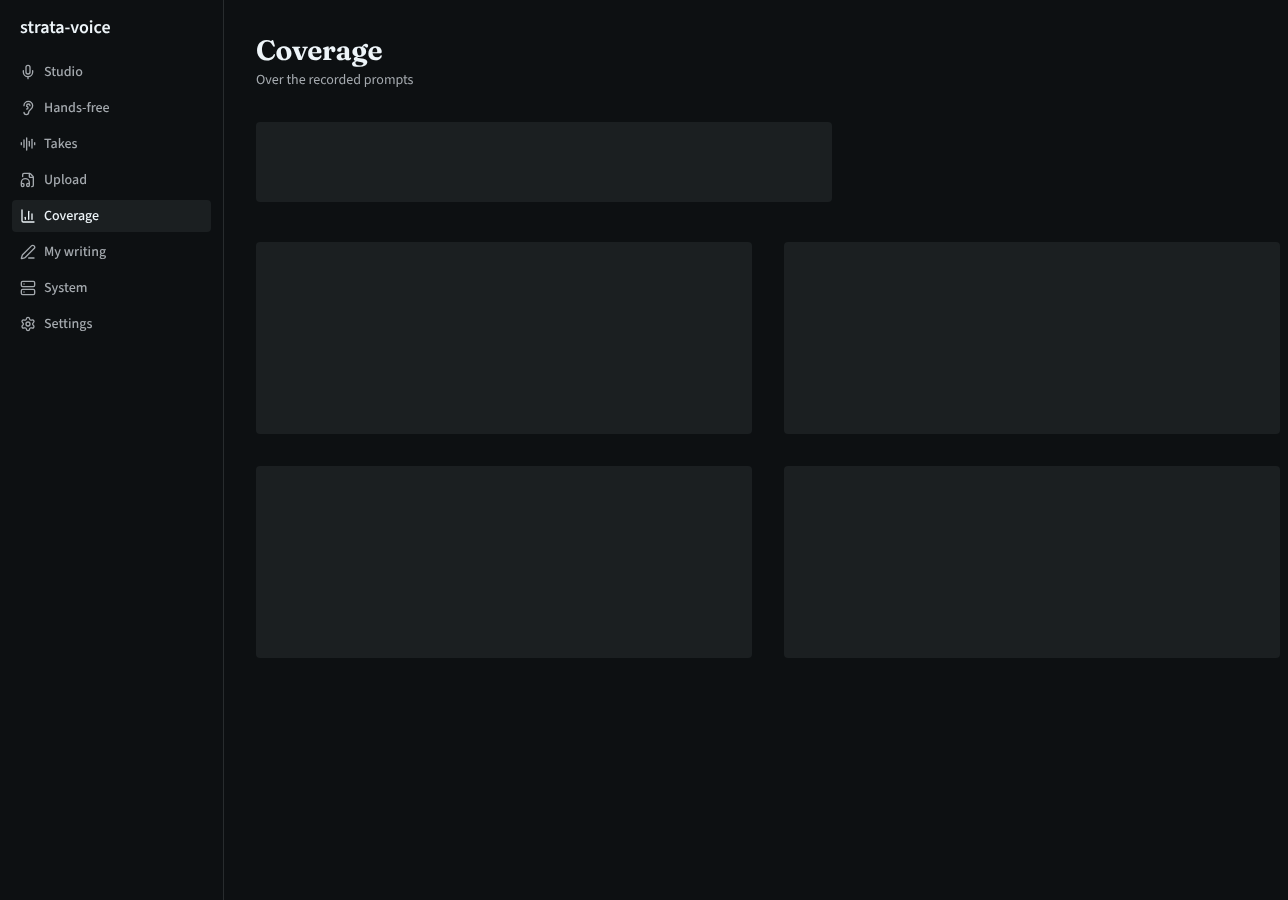 strata-voice
Studio
Hands-free
Takes
Upload
Coverage
My writing
System
Settings
Coverage
Over the recorded prompts